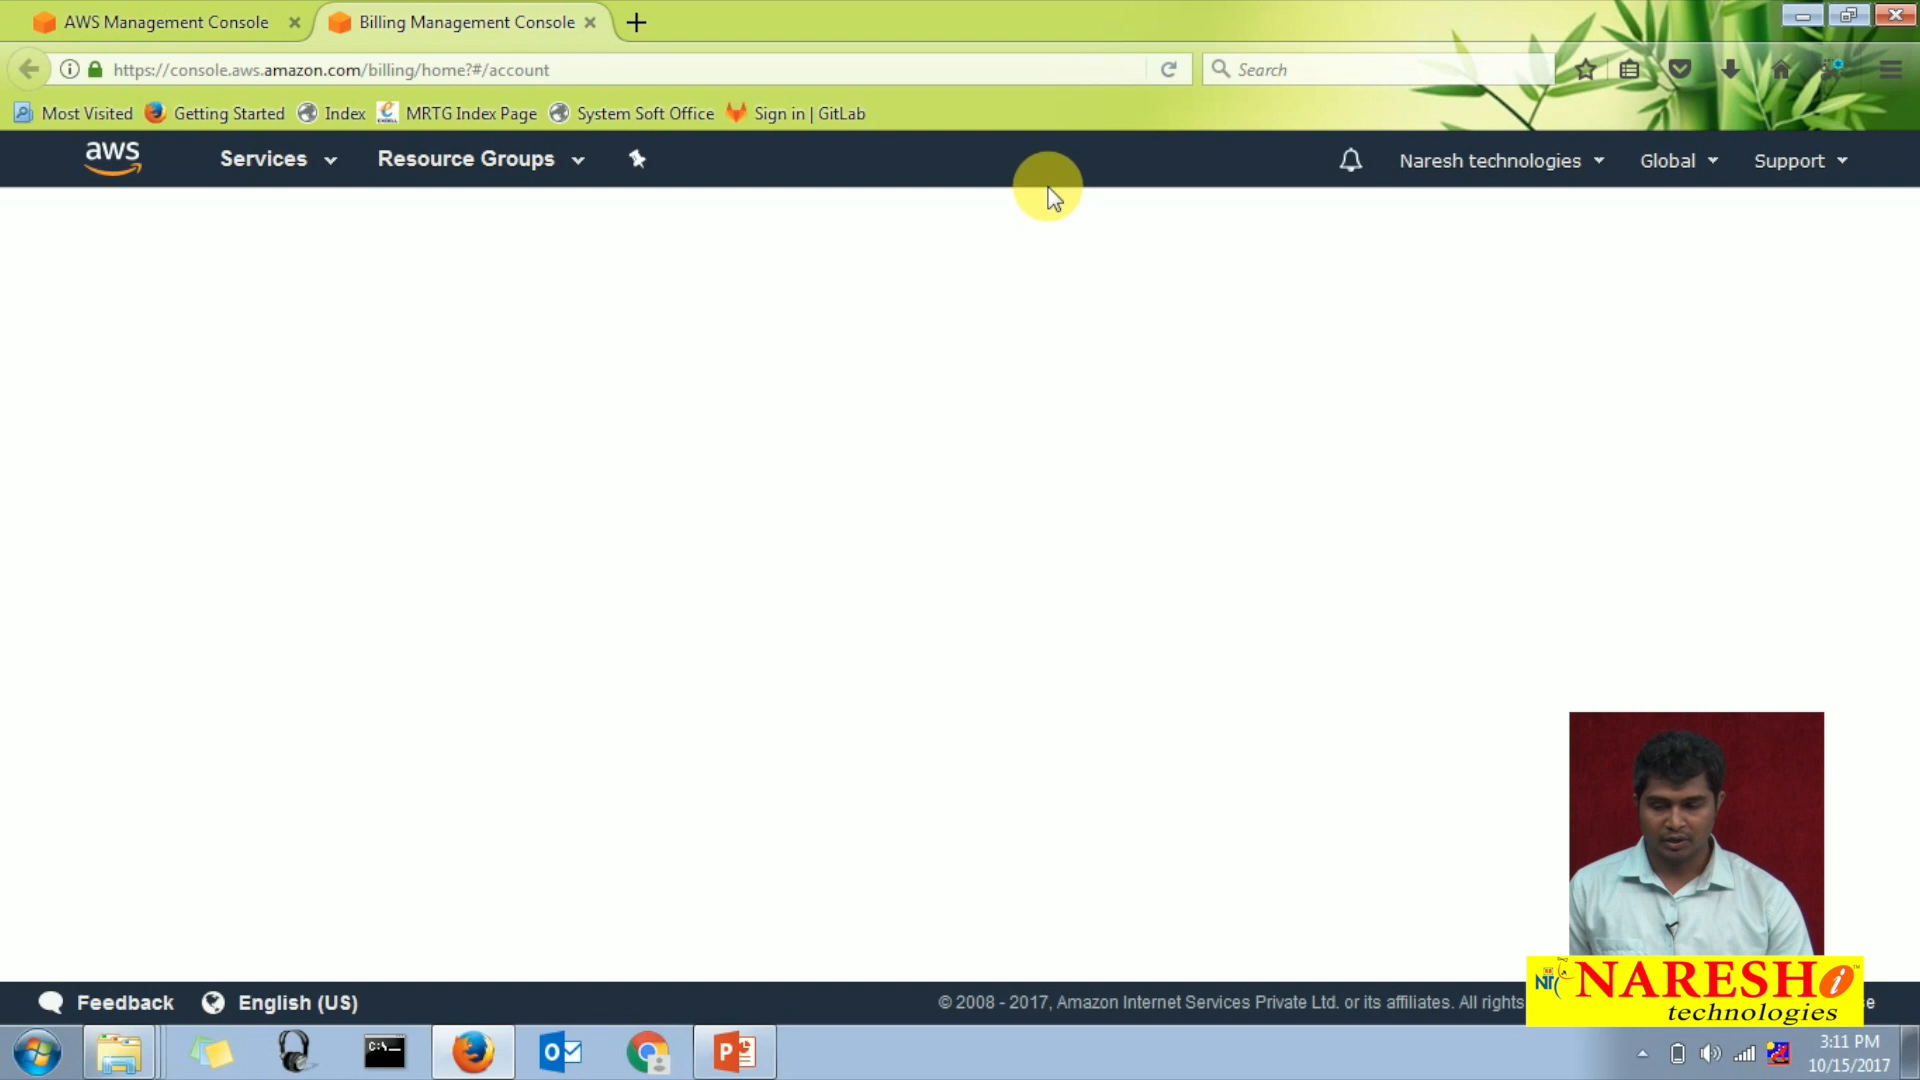 AWS Management Console
Billing Management Console
https://console.aws.amazon.com/billing/home?#/account
Search
Most Visited
Getting Started
Index
MRTG Index Page
System Soft Office
Sign in | GitLab
aws
Services
Resource Groups
Naresh technologies
Global
Support
Feedback
English (US)
© 2008 - 2017, Amazon Internet Services Private Ltd. or its affiliates. All rights
NARESH i
technologies
C:\
3:11 PM
10/15/2017